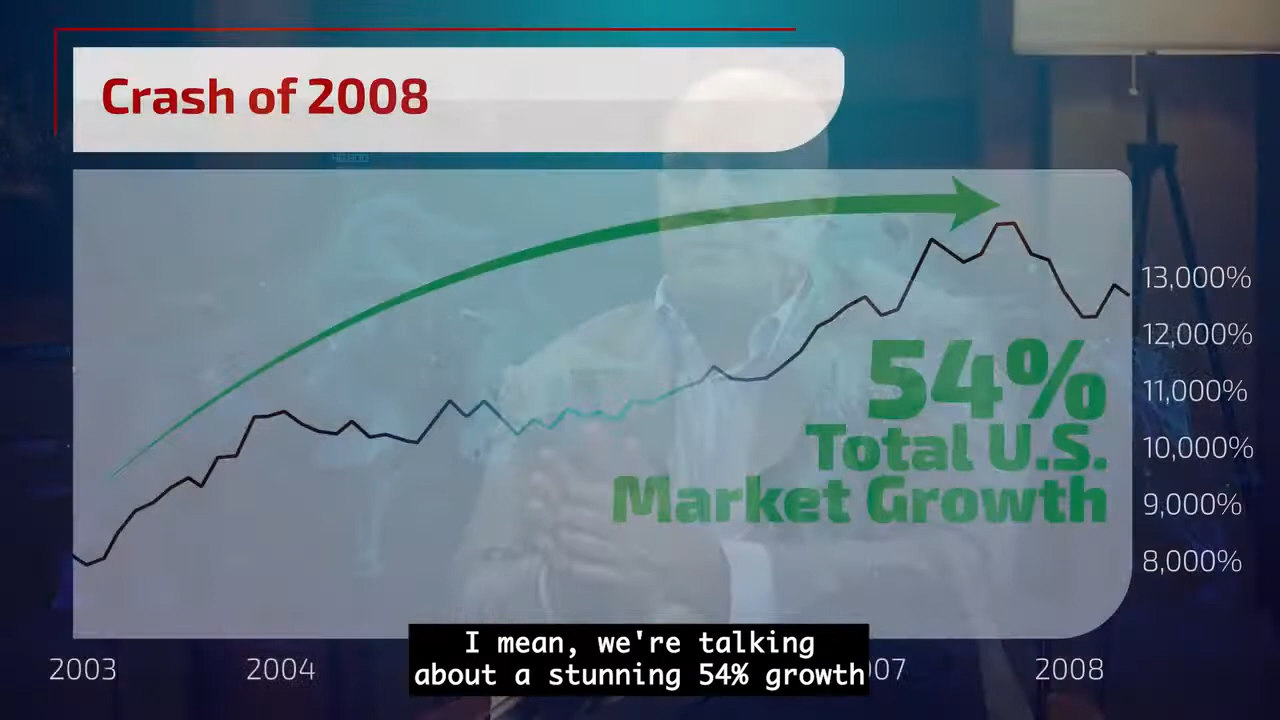 Crash of 2008
54%
Total U.S.
Market Growth
13,000%
12,000%
11,000%
10,000%
9,000%
8,000%
I mean, we're talking
about a stunning 54% growth
2003
2004
2008